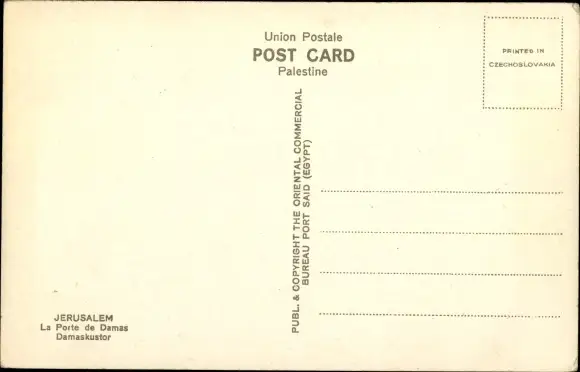 Union Postale
POST CARD
Palestine
PRINTED IN
CZECHOSLOVAKIA
PUBL. & COPYRIGHT THE ORIENTAL COMMERCIAL
BUREAU PORT SAID (EGYPT)
JERUSALEM
La Porte de Damas
Damaskustor